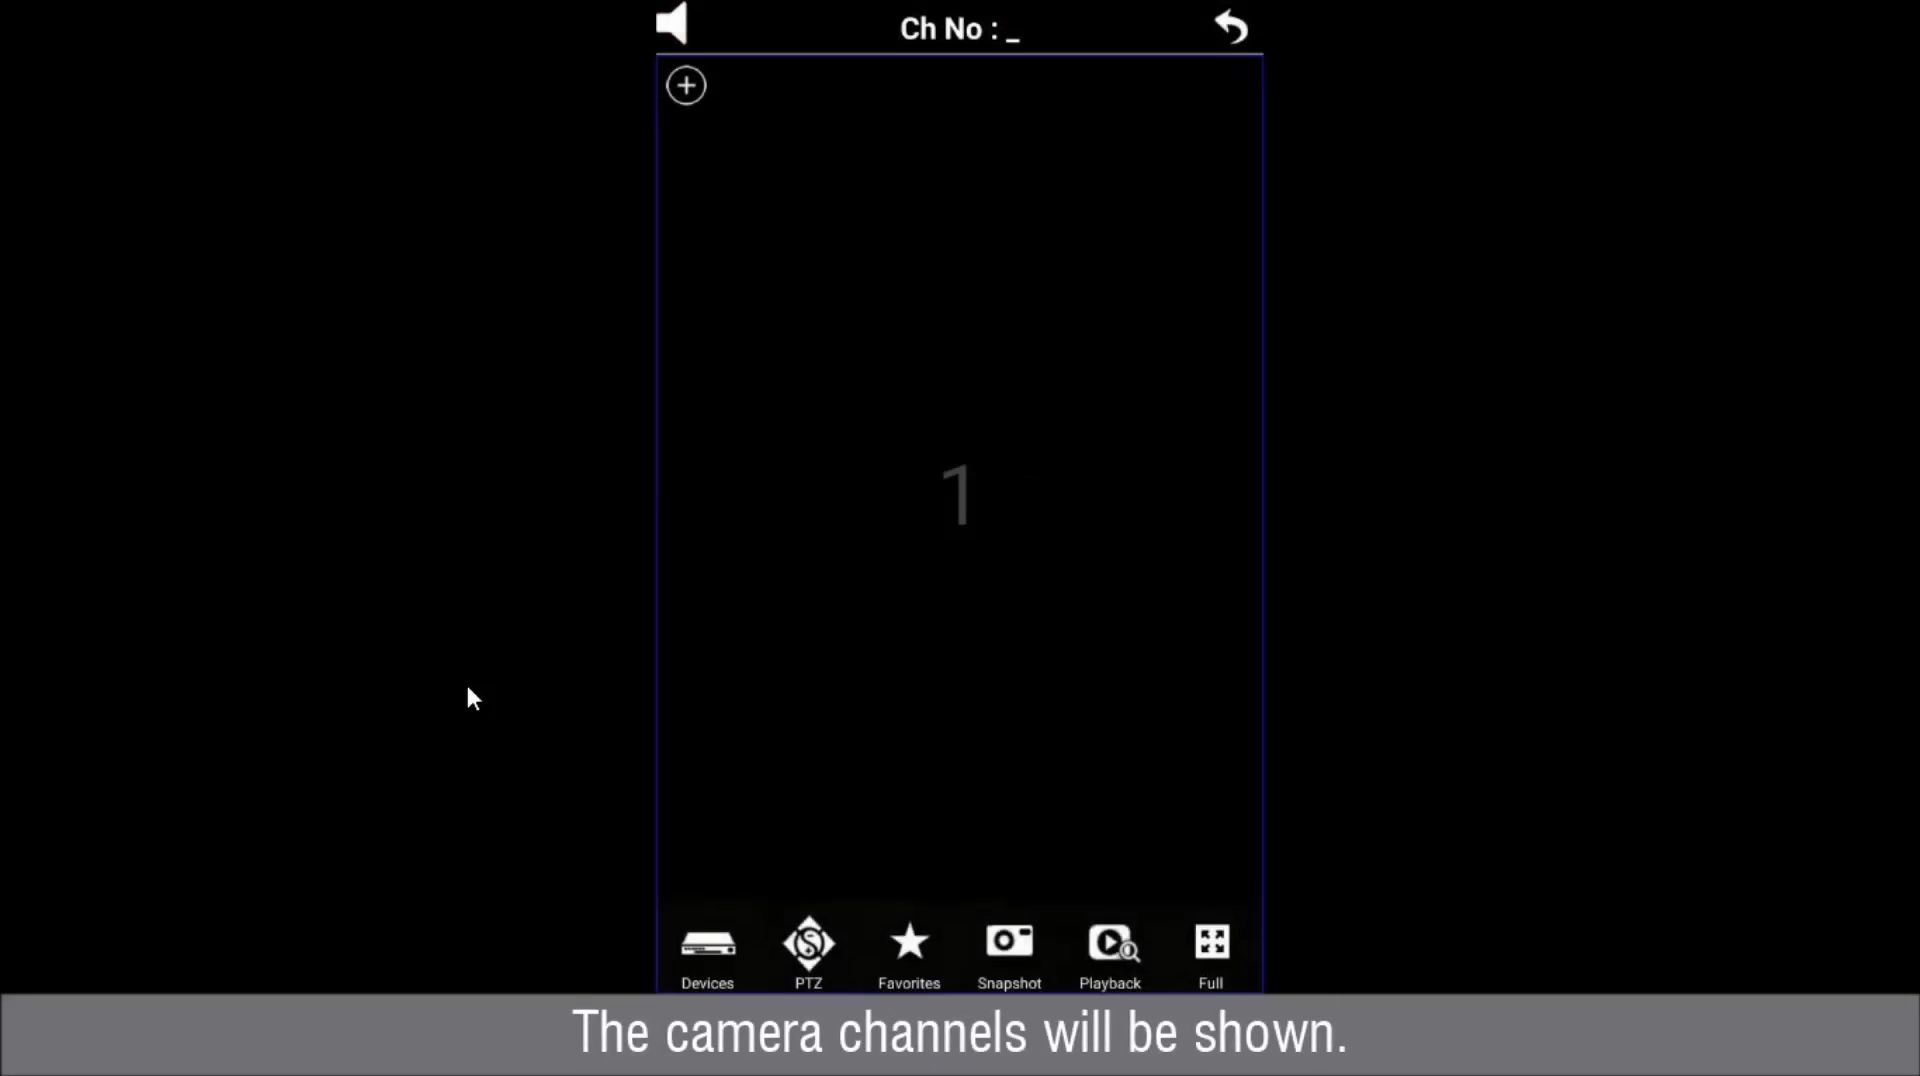 Ch No : _
1
Devices PTZ Favorites Snapshot Playback Full
The camera channels will be shown.